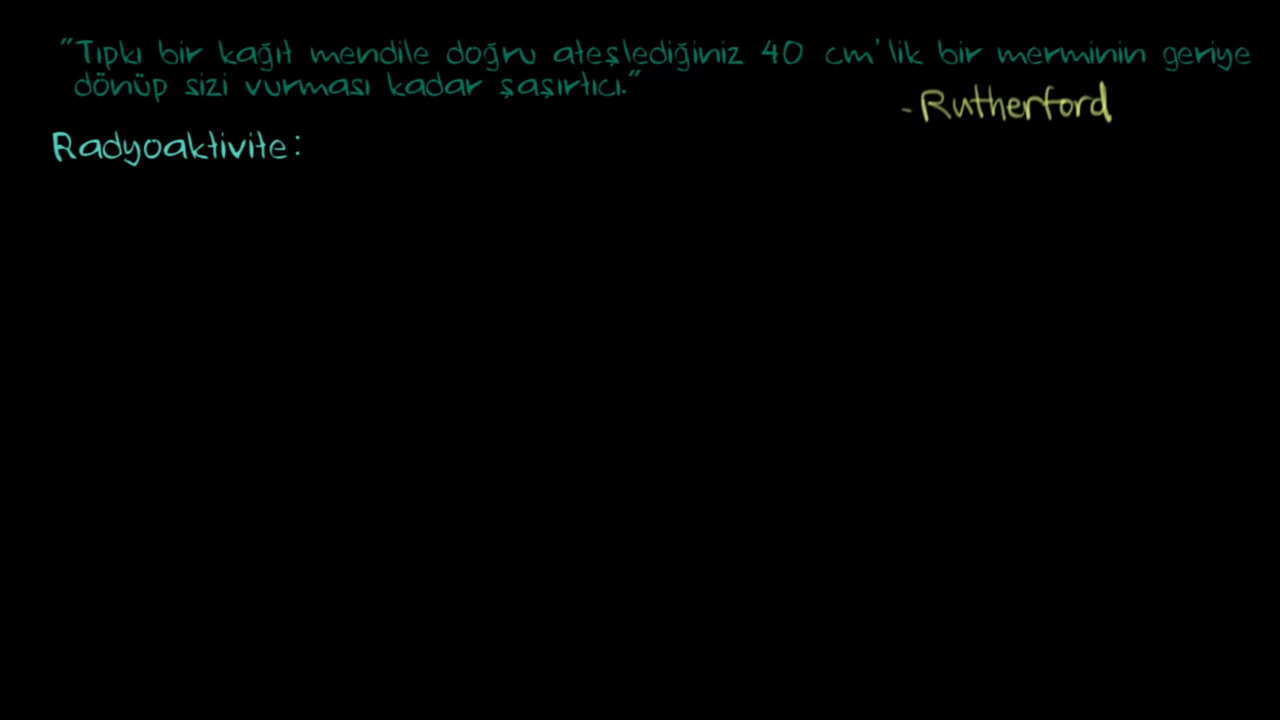 "Tıpkı bir kağıt mendile doğru ateşlediğiniz 40 cm'lik bir merminin geriye
dönüp sizi vurması kadar şaşırtıcı."
- Rutherford
Radyoaktivite: